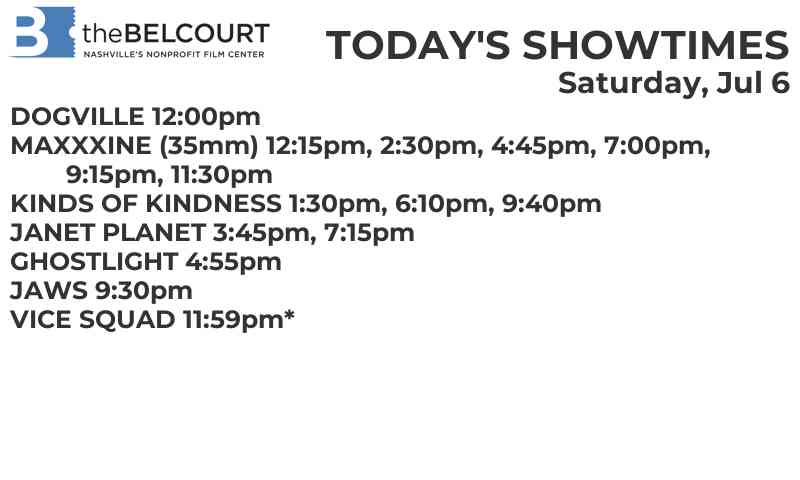 B theBELCOURT
NASHVILLE'S NONPROFIT FILM CENTER
TODAY'S SHOWTIMES
Saturday, Jul 6
DOGVILLE 12:00pm
MAXXXINE (35mm) 12:15pm, 2:30pm, 4:45pm, 7:00pm,
9:15pm, 11:30pm
KINDS OF KINDNESS 1:30pm, 6:10pm, 9:40pm
JANET PLANET 3:45pm, 7:15pm
GHOSTLIGHT 4:55pm
JAWS 9:30pm
VICE SQUAD 11:59pm*